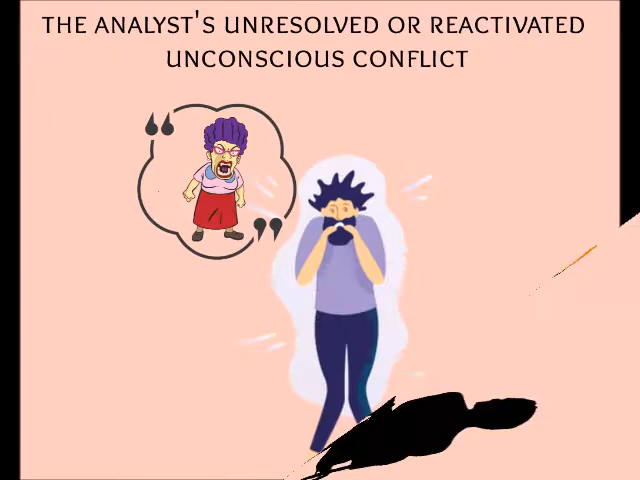 THE ANALYST'S UNRESOLVED OR REACTIVATED
UNCONSCIOUS CONFLICT